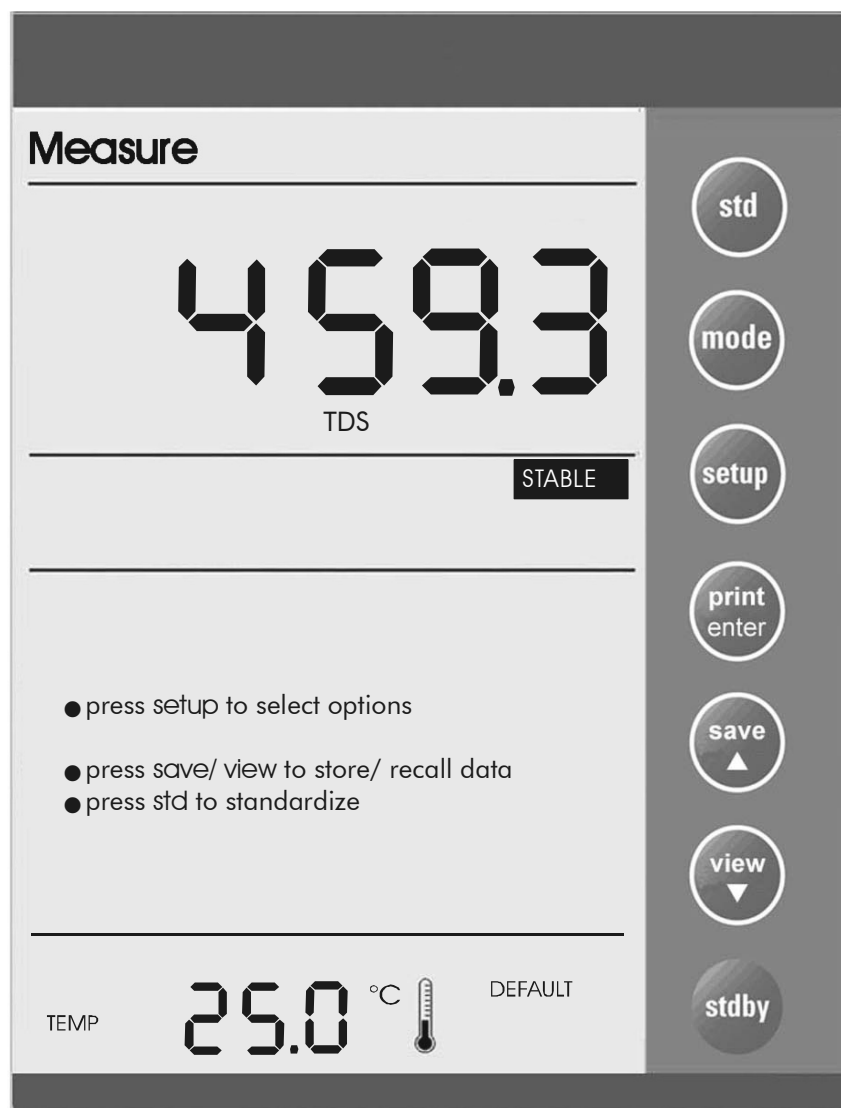 Measure
459.3
TDS
STABLE
● press setup to select options
● press save/ view to store/ recall data
● press std to standardize
TEMP 25.0 °C DEFAULT
std
mode
setup
print
enter
save
▲
view
▼
stdby